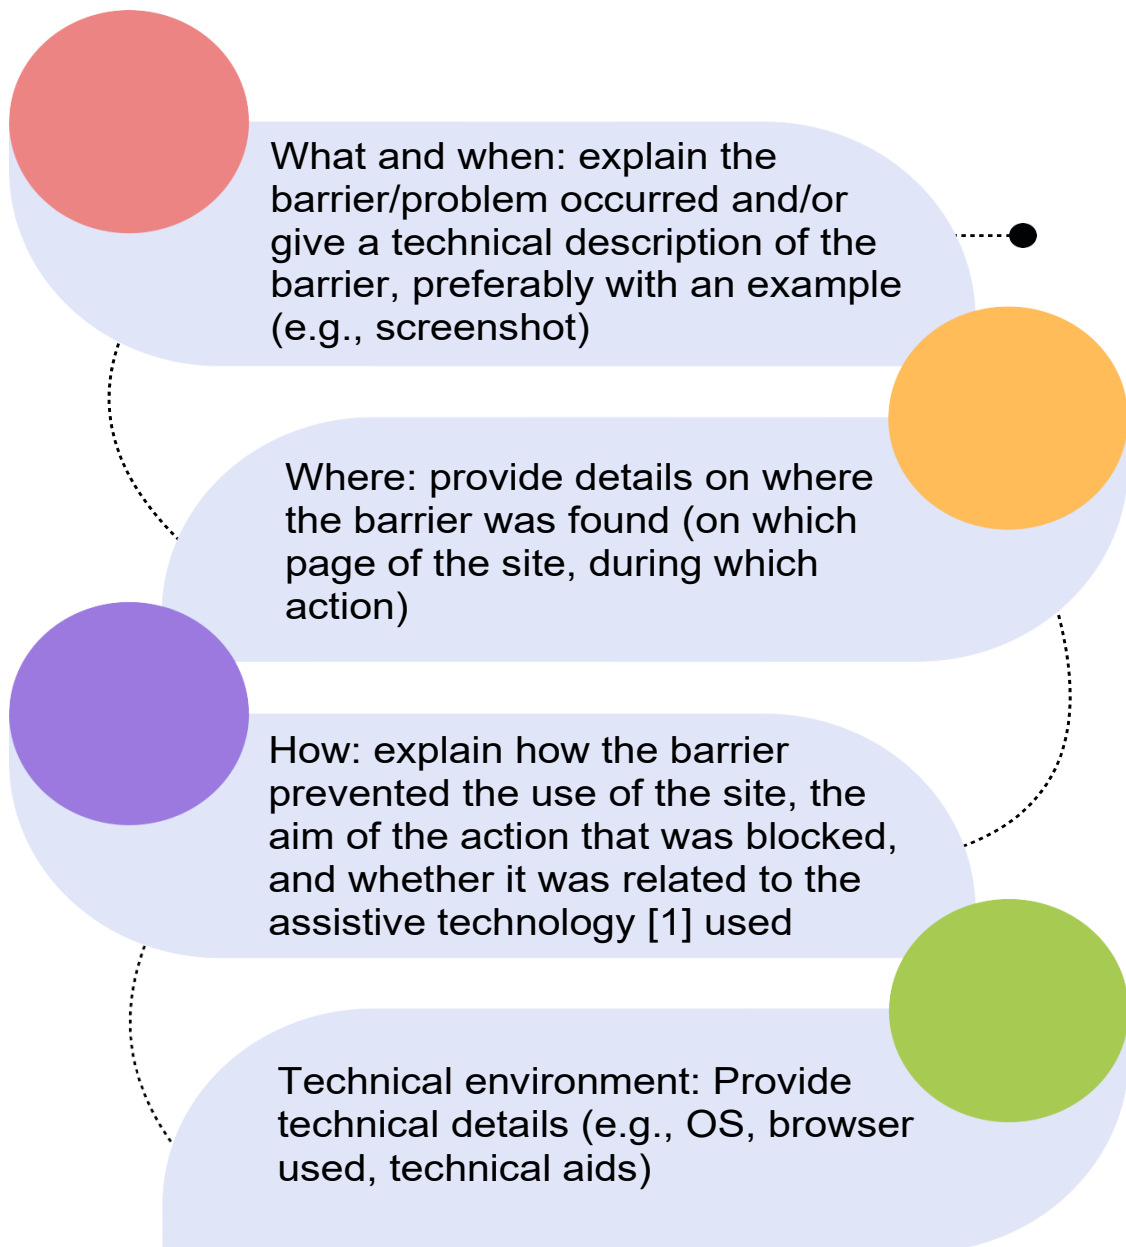 What and when: explain the
barrier/problem occurred and/or
give a technical description of the
barrier, preferably with an example
(e.g., screenshot)
Where: provide details on where
the barrier was found (on which
page of the site, during which
action)
How: explain how the barrier
prevented the use of the site, the
aim of the action that was blocked,
and whether it was related to the
assistive technology [1] used
Technical environment: Provide
technical details (e.g., OS, browser
used, technical aids)